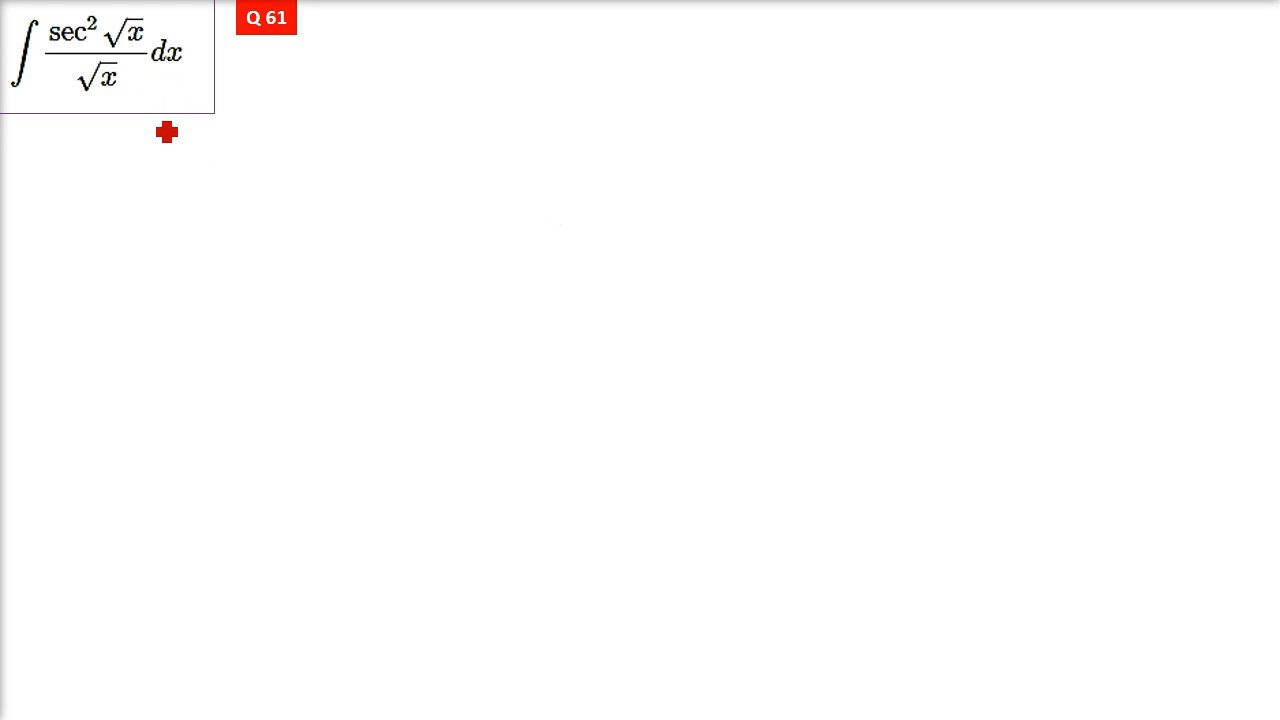 ∫ sec² √x / √x dx
Q 61